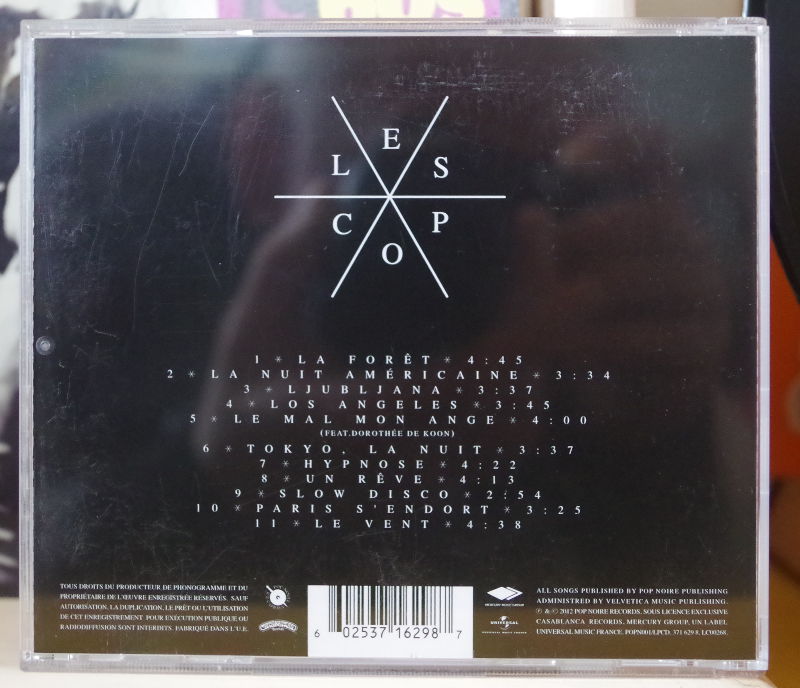 L E S
C O P
1 * LA FORÊT * 4:45
2 * LA NUIT AMÉRICAINE * 3:34
3 * LJUBLJANA * 3:37
4 * LOS ANGELES * 3:45
5 * LE MAL MON ANGE * 4:00
(FEAT.DOROTHÉE DE KOON)
6 * TOKYO, LA NUIT * 3:37
7 * HYPNOSE * 4:22
8 * UN RÊVE * 4:13
9 * SLOW DISCO * 2:54
10 * PARIS S'ENDORT * 3:25
11 * LE VENT * 4:38
TOUS DROITS DU PRODUCTEUR DE PHONOGRAMME ET DU
PROPRIÉTAIRE DE L'ŒUVRE ENREGISTRÉE RÉSERVÉS. SAUF
AUTORISATION, LA DUPLICATION, LE PRÊT OU L'UTILISATION
DE CET ENREGISTREMENT POUR EXÉCUTION PUBLIQUE OU
RADIODIFFUSION SONT INTERDITS. FABRIQUÉ DANS L'U.E.
6 02537 16298 7
UNIVERSAL
ALL SONGS PUBLISHED BY POP NOIRE PUBLISHING
ADMINISTRED BY VELVETICA MUSIC PUBLISHING.
℗ & © 2012 POP NOIRE RECORDS, SOUS LICENCE EXCLUSIVE
CASABLANCA RECORDS, MERCURY GROUP, UN LABEL
UNIVERSAL MUSIC FRANCE. POPN001/LPCD. 371 629 8. LC00268.